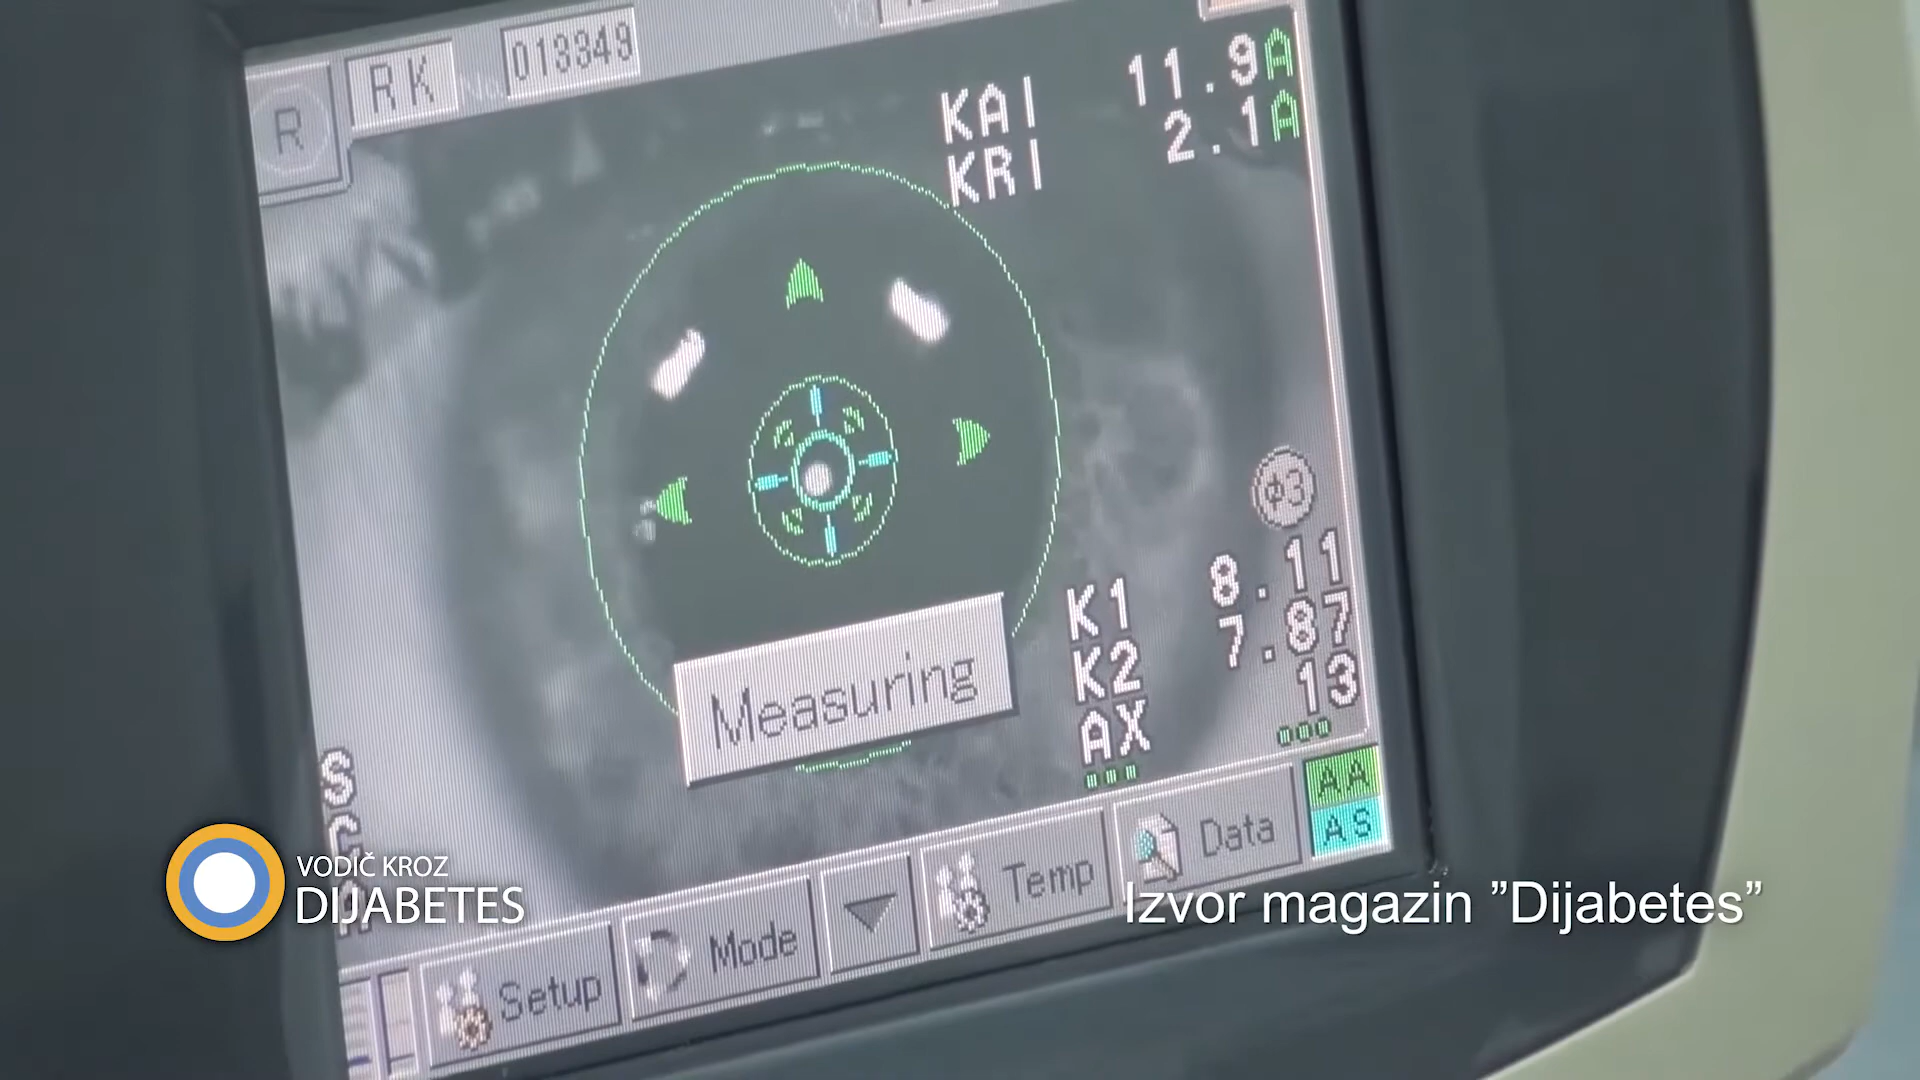 R
RK
No.
013349
KAI 11.9A
KRI 2.1A
φ3
K1 8.11
K2 7.87
AX 13
Measuring
S
C
A
AA
AS
Setup
Mode
Temp
Data
VODIČ KROZ
DIJABETES
Izvor magazin ”Dijabetes”